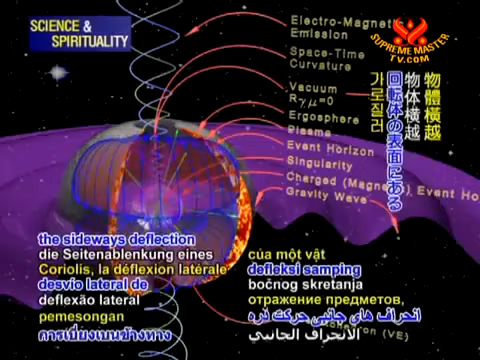 SCIENCE &
SPIRITUALITY
SUPREME MASTER
TV.COM
Electro-Magnetic
Emission
Space-Time
Curvature
Vacuum
Rγμ=0
Ergosphere
Plasma
Event Horizon
Singularity
Charged (Magnetic) Event Ho
Gravity Wave
物體橫越
物体横越
回転体の表面にある
가로질러
the sideways deflection
die Seitenablenkung eines
Coriolis, la déflexion latérale
desvio lateral de
deflexão lateral
pemesongan
การเบี่ยงเบนข้างทาง
của một vật
defleksi samping
bočnog skretanja
отражение предметов,
انحراف های جانبی حرکت ذره
الانحراف الجانبي
(VE)